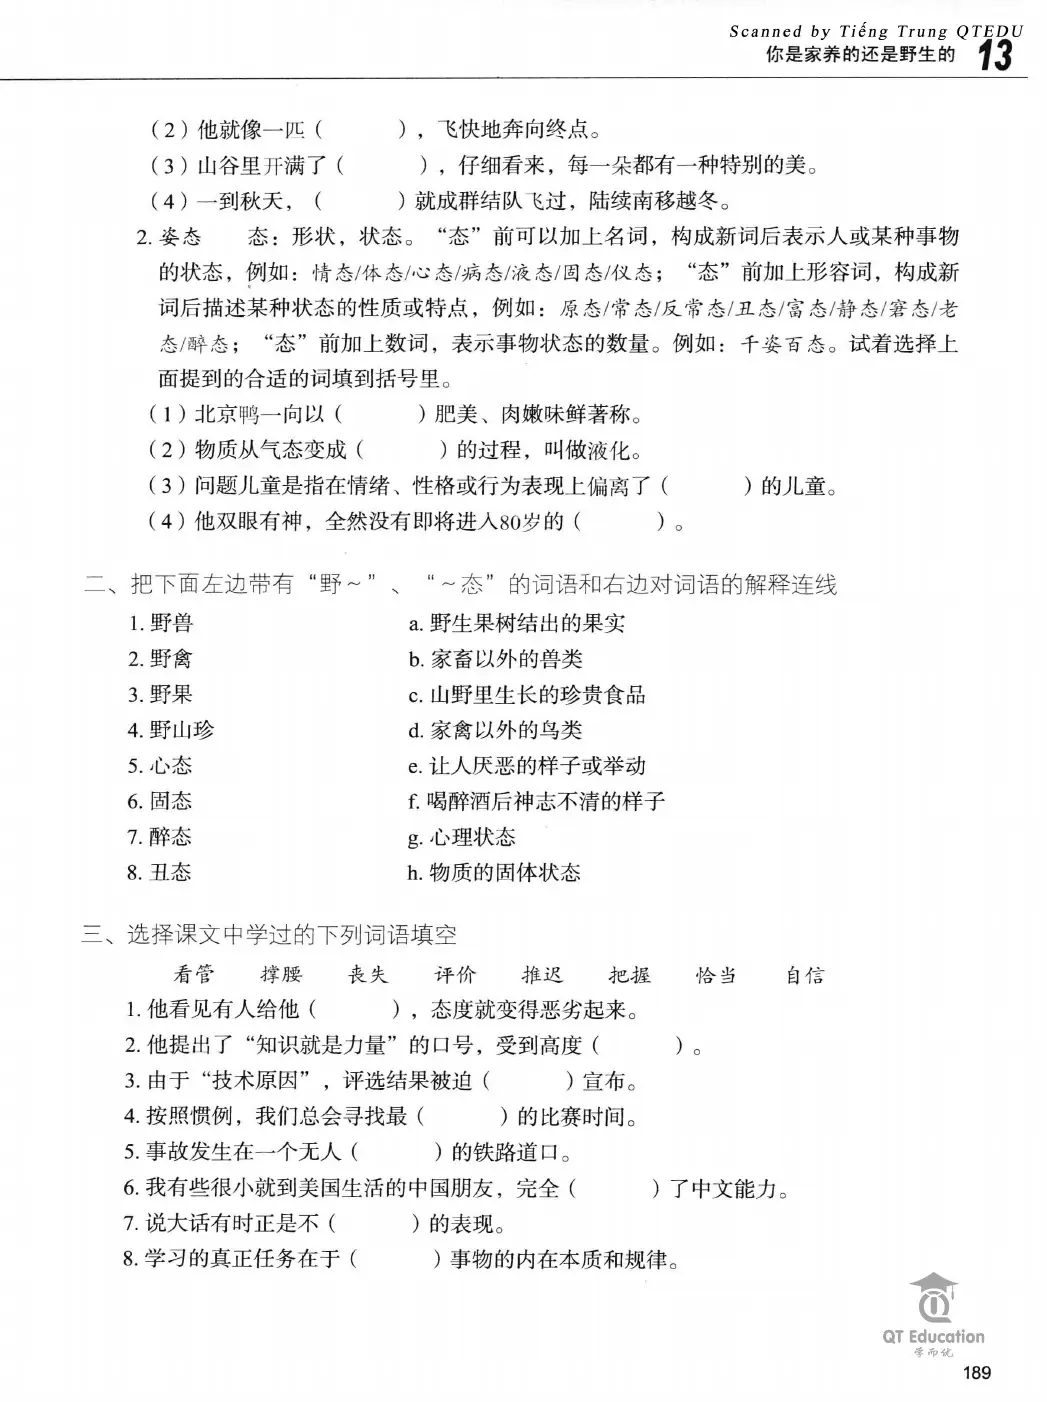 Scanned by Tiếng Trung QTEDU
你是家养的还是野生的 13
（2）他就像一匹（　　　），飞快地奔向终点。
（3）山谷里开满了（　　　），仔细看来，每一朵都有一种特别的美。
（4）一到秋天，（　　　）就成群结队飞过，陆续南移越冬。
2. 姿态　　态：形状，状态。“态”前可以加上名词，构成新词后表示人或某种事物
的状态，例如：情态/体态/心态/病态/液态/固态/仪态；“态”前加上形容词，构成新
词后描述某种状态的性质或特点，例如：原态/常态/反常态/丑态/富态/静态/窘态/老
态/醉态；“态”前加上数词，表示事物状态的数量。例如：千姿百态。试着选择上
面提到的合适的词填到括号里。
（1）北京鸭一向以（　　　）肥美、肉嫩味鲜著称。
（2）物质从气态变成（　　　）的过程，叫做液化。
（3）问题儿童是指在情绪、性格或行为表现上偏离了（　　　）的儿童。
（4）他双眼有神，全然没有即将进入80岁的（　　　）。
二、把下面左边带有“野～”、“～态”的词语和右边对词语的解释连线
1. 野兽　　　a. 野生果树结出的果实
2. 野禽　　　b. 家畜以外的兽类
3. 野果　　　c. 山野里生长的珍贵食品
4. 野山珍　　　d. 家禽以外的鸟类
5. 心态　　　e. 让人厌恶的样子或举动
6. 固态　　　f. 喝醉酒后神志不清的样子
7. 醉态　　　g. 心理状态
8. 丑态　　　h. 物质的固体状态
三、选择课文中学过的下列词语填空
看管　撑腰　丧失　评价　推迟　把握　恰当　自信
1. 他看见有人给他（　　　），态度就变得恶劣起来。
2. 他提出了“知识就是力量”的口号，受到高度（　　　）。
3. 由于“技术原因”，评选结果被迫（　　　）宣布。
4. 按照惯例，我们总会寻找最（　　　）的比赛时间。
5. 事故发生在一个无人（　　　）的铁路道口。
6. 我有些很小就到美国生活的中国朋友，完全（　　　）了中文能力。
7. 说大话有时正是不（　　　）的表现。
8. 学习的真正任务在于（　　　）事物的内在本质和规律。
QT Education
学而优
189